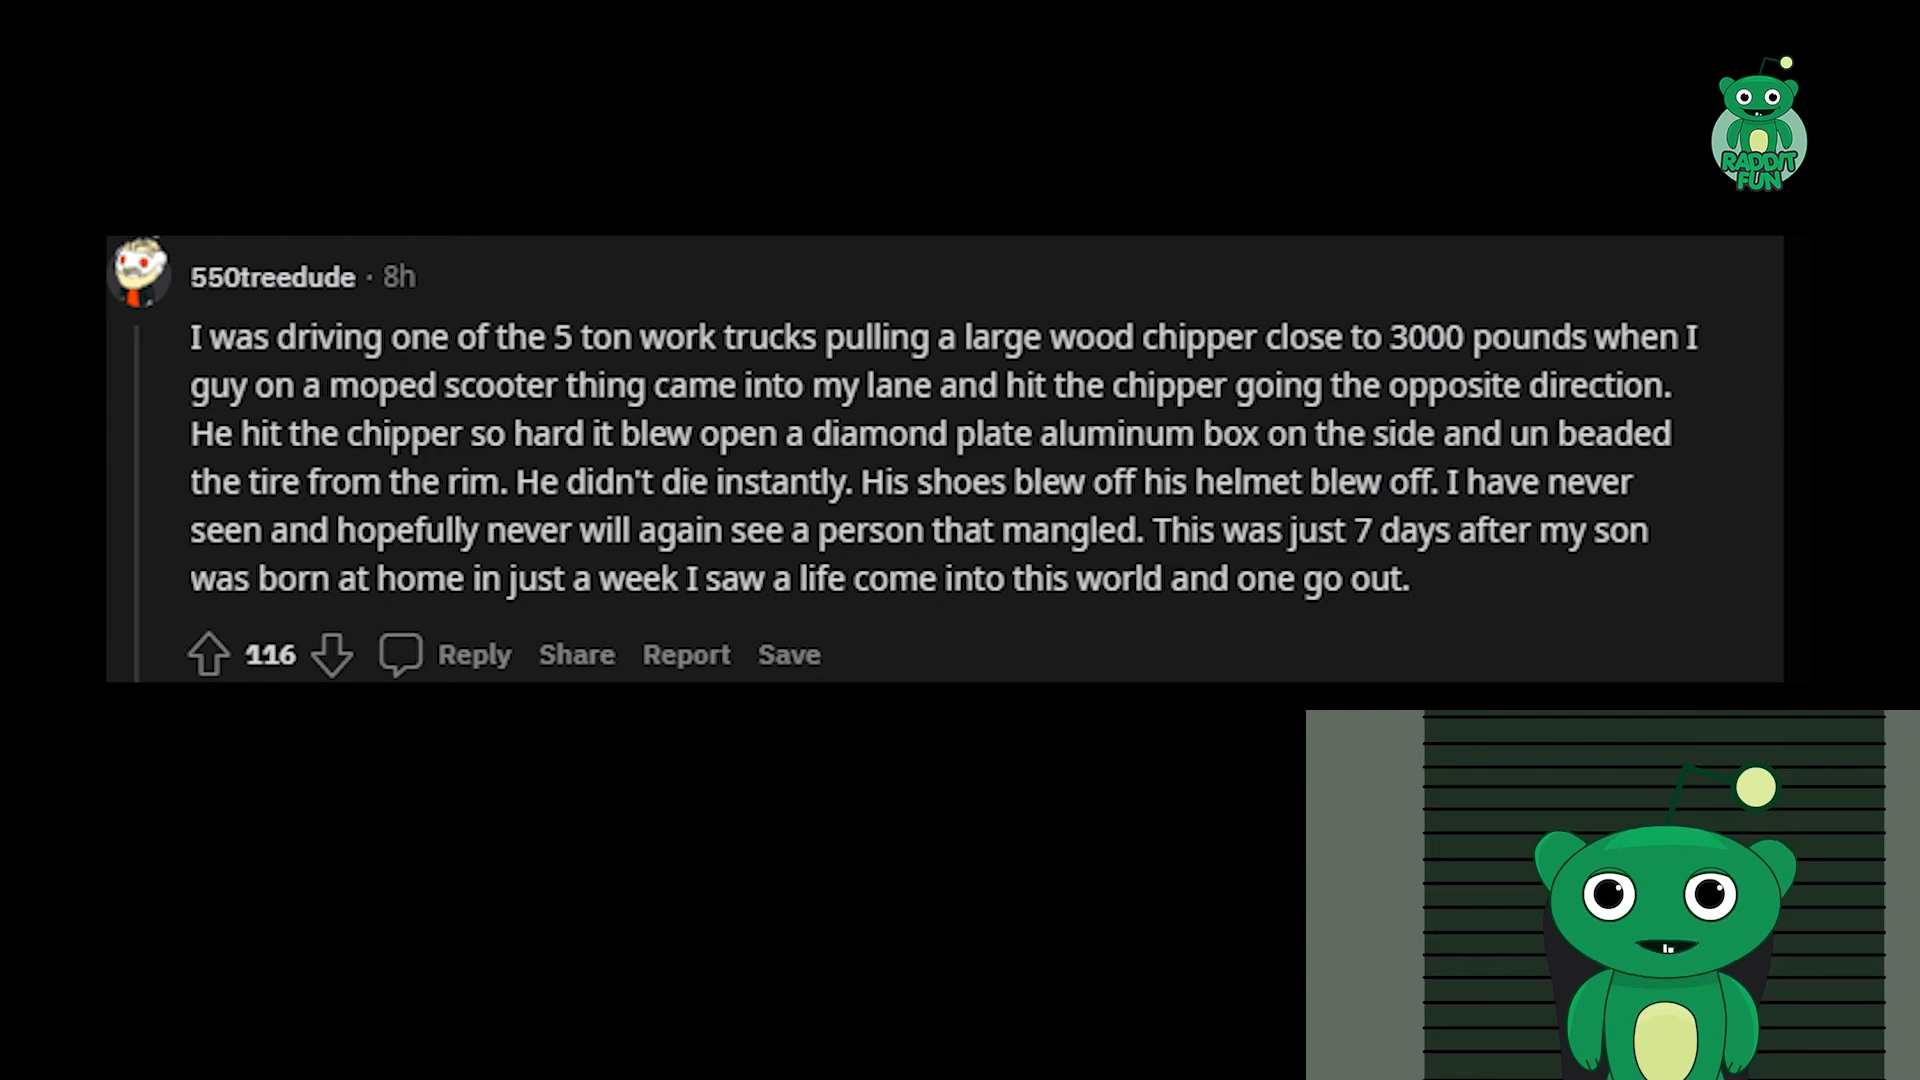 RADDIT
FUN
550treedude · 8h
I was driving one of the 5 ton work trucks pulling a large wood chipper close to 3000 pounds when I
guy on a moped scooter thing came into my lane and hit the chipper going the opposite direction.
He hit the chipper so hard it blew open a diamond plate aluminum box on the side and un beaded
the tire from the rim. He didn't die instantly. His shoes blew off his helmet blew off. I have never
seen and hopefully never will again see a person that mangled. This was just 7 days after my son
was born at home in just a week I saw a life come into this world and one go out.
116 Reply Share Report Save